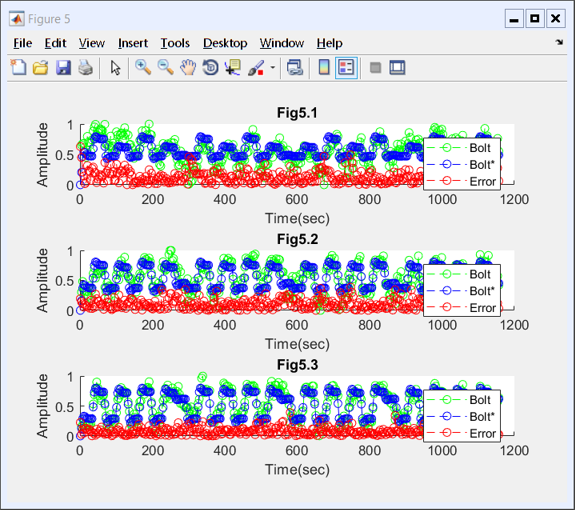 Figure 5
File Edit View Insert Tools Desktop Window Help
Fig5.1
1
0.5
0
Amplitude
0 200 400 600 800 1000 1200
Time(sec)
Bolt
Bolt*
Error
Fig5.2
1
0.5
0
Amplitude
0 200 400 600 800 1000 1200
Time(sec)
Bolt
Bolt*
Error
Fig5.3
1
0.5
0
Amplitude
0 200 400 600 800 1000 1200
Time(sec)
Bolt
Bolt*
Error